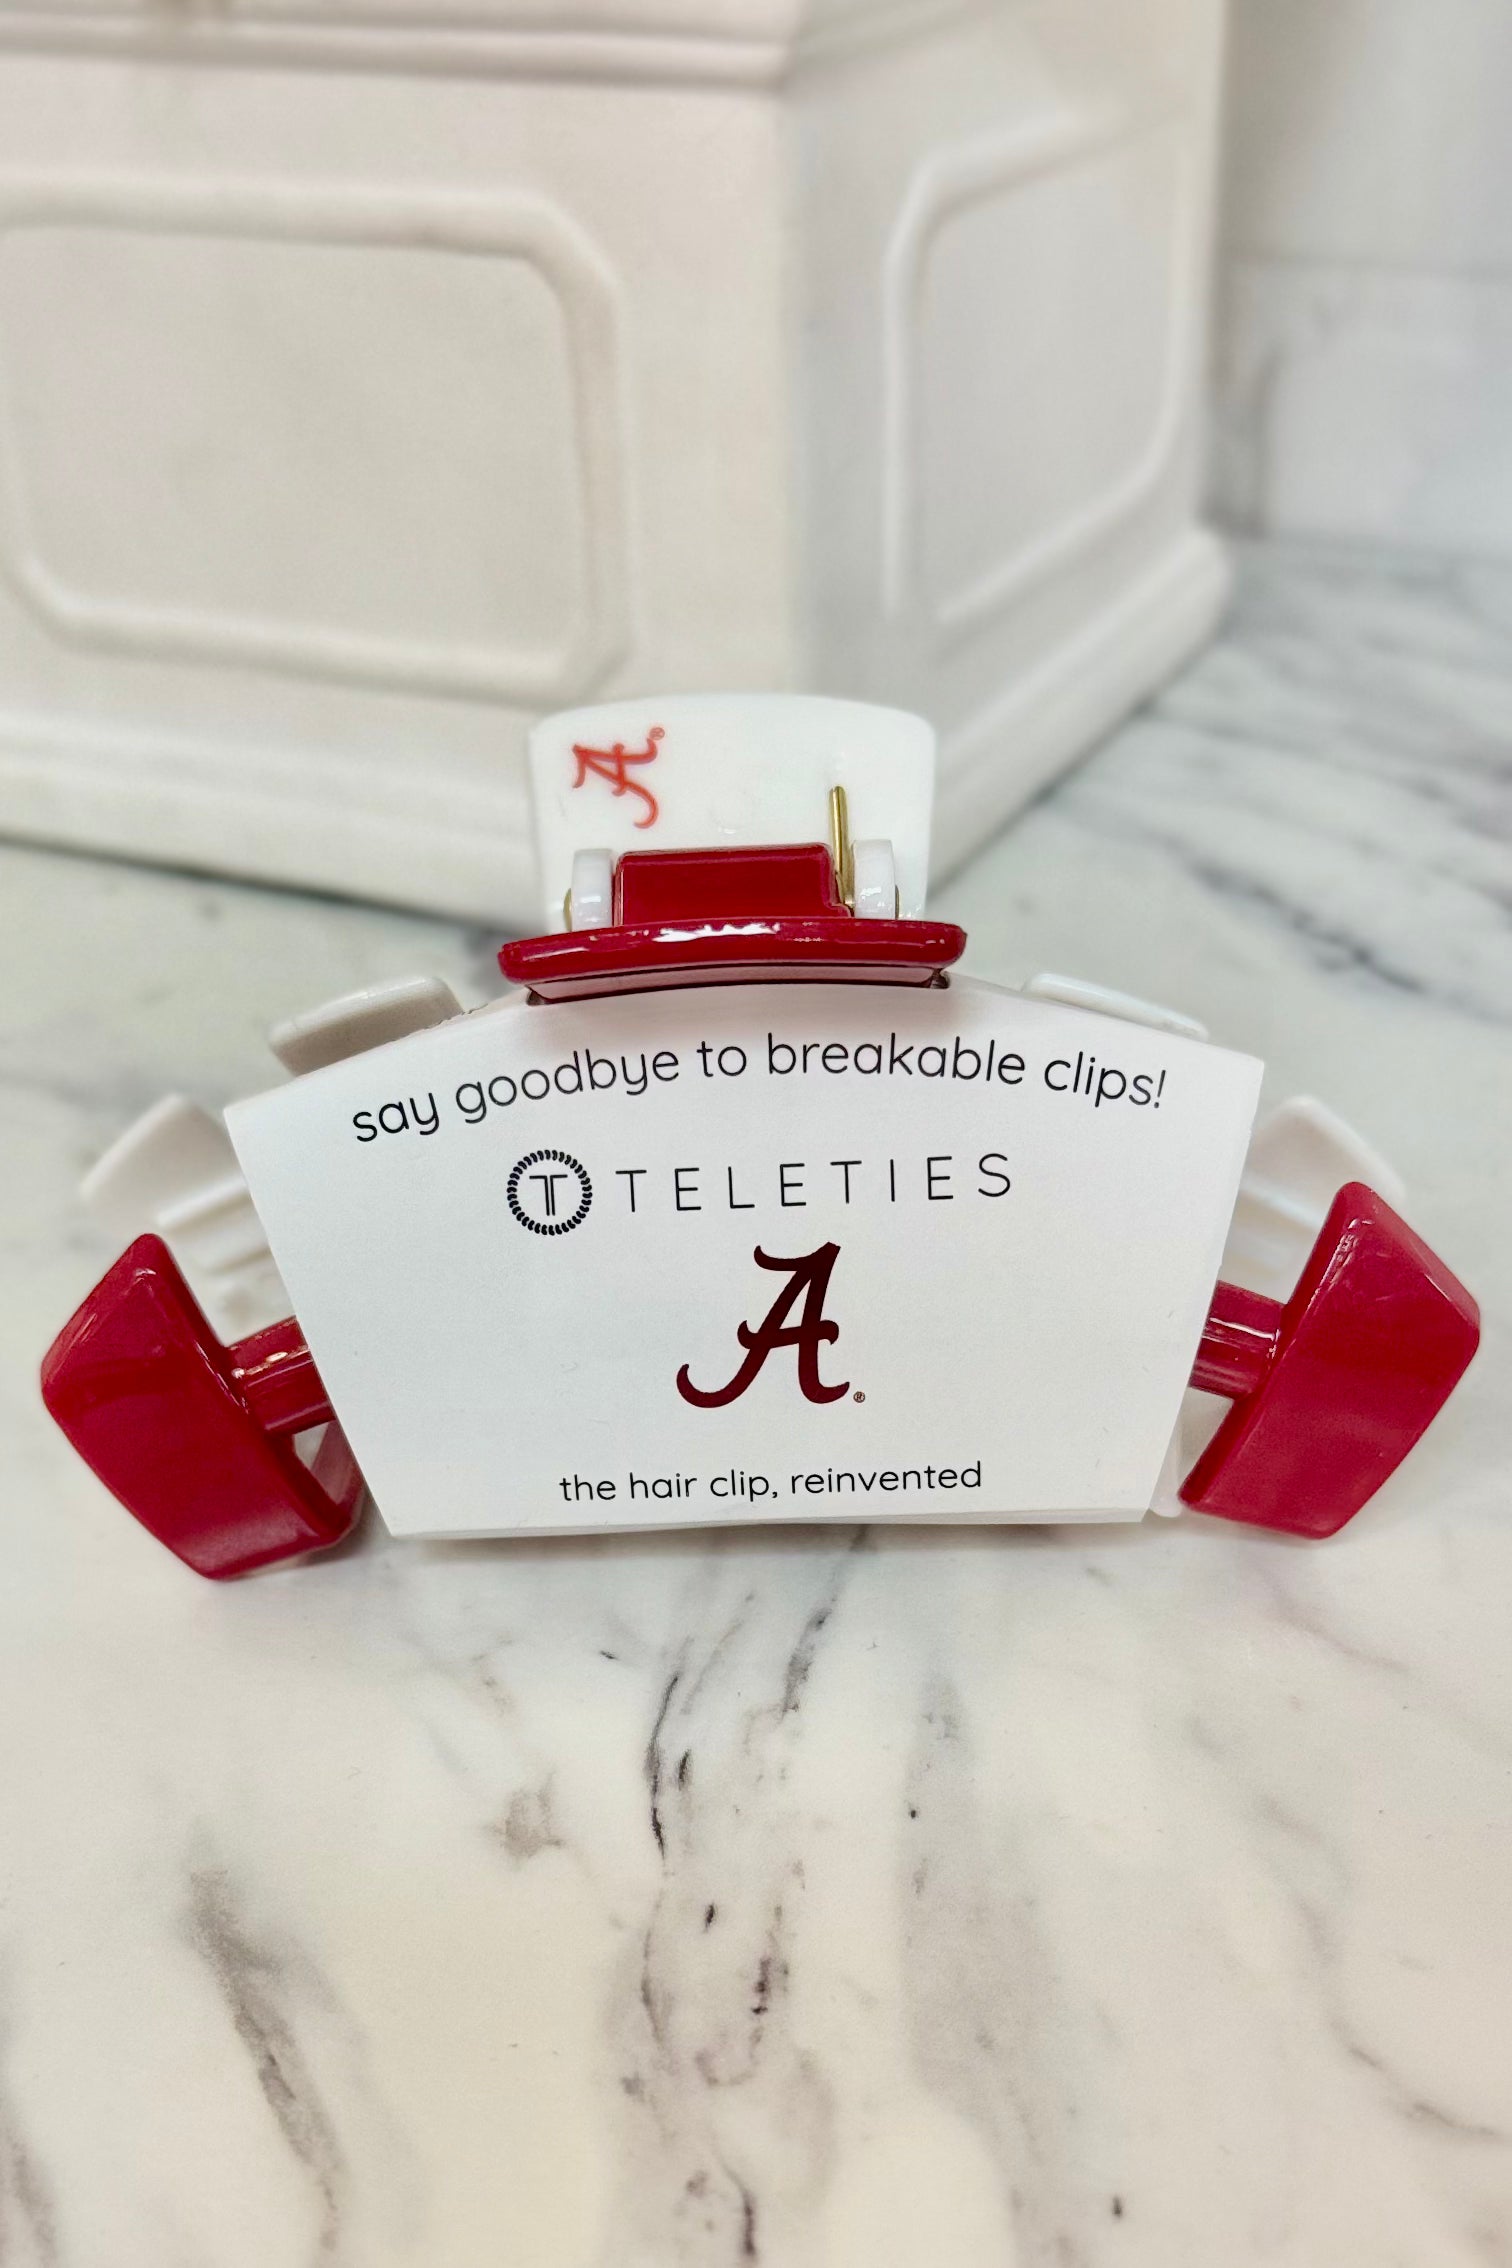 A®
say goodbye to breakable clips!
T TELETIES
A®
the hair clip, reinvented